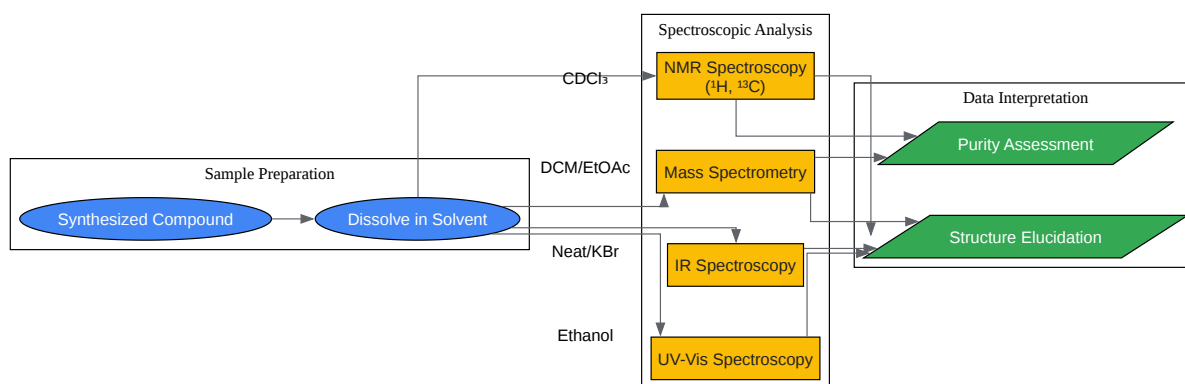 Sample Preparation
Synthesized Compound
Dissolve in Solvent
CDCl₃
DCM/EtOAc
Neat/KBr
Ethanol
Spectroscopic Analysis
NMR Spectroscopy
(¹H, ¹³C)
Mass Spectrometry
IR Spectroscopy
UV-Vis Spectroscopy
Data Interpretation
Purity Assessment
Structure Elucidation